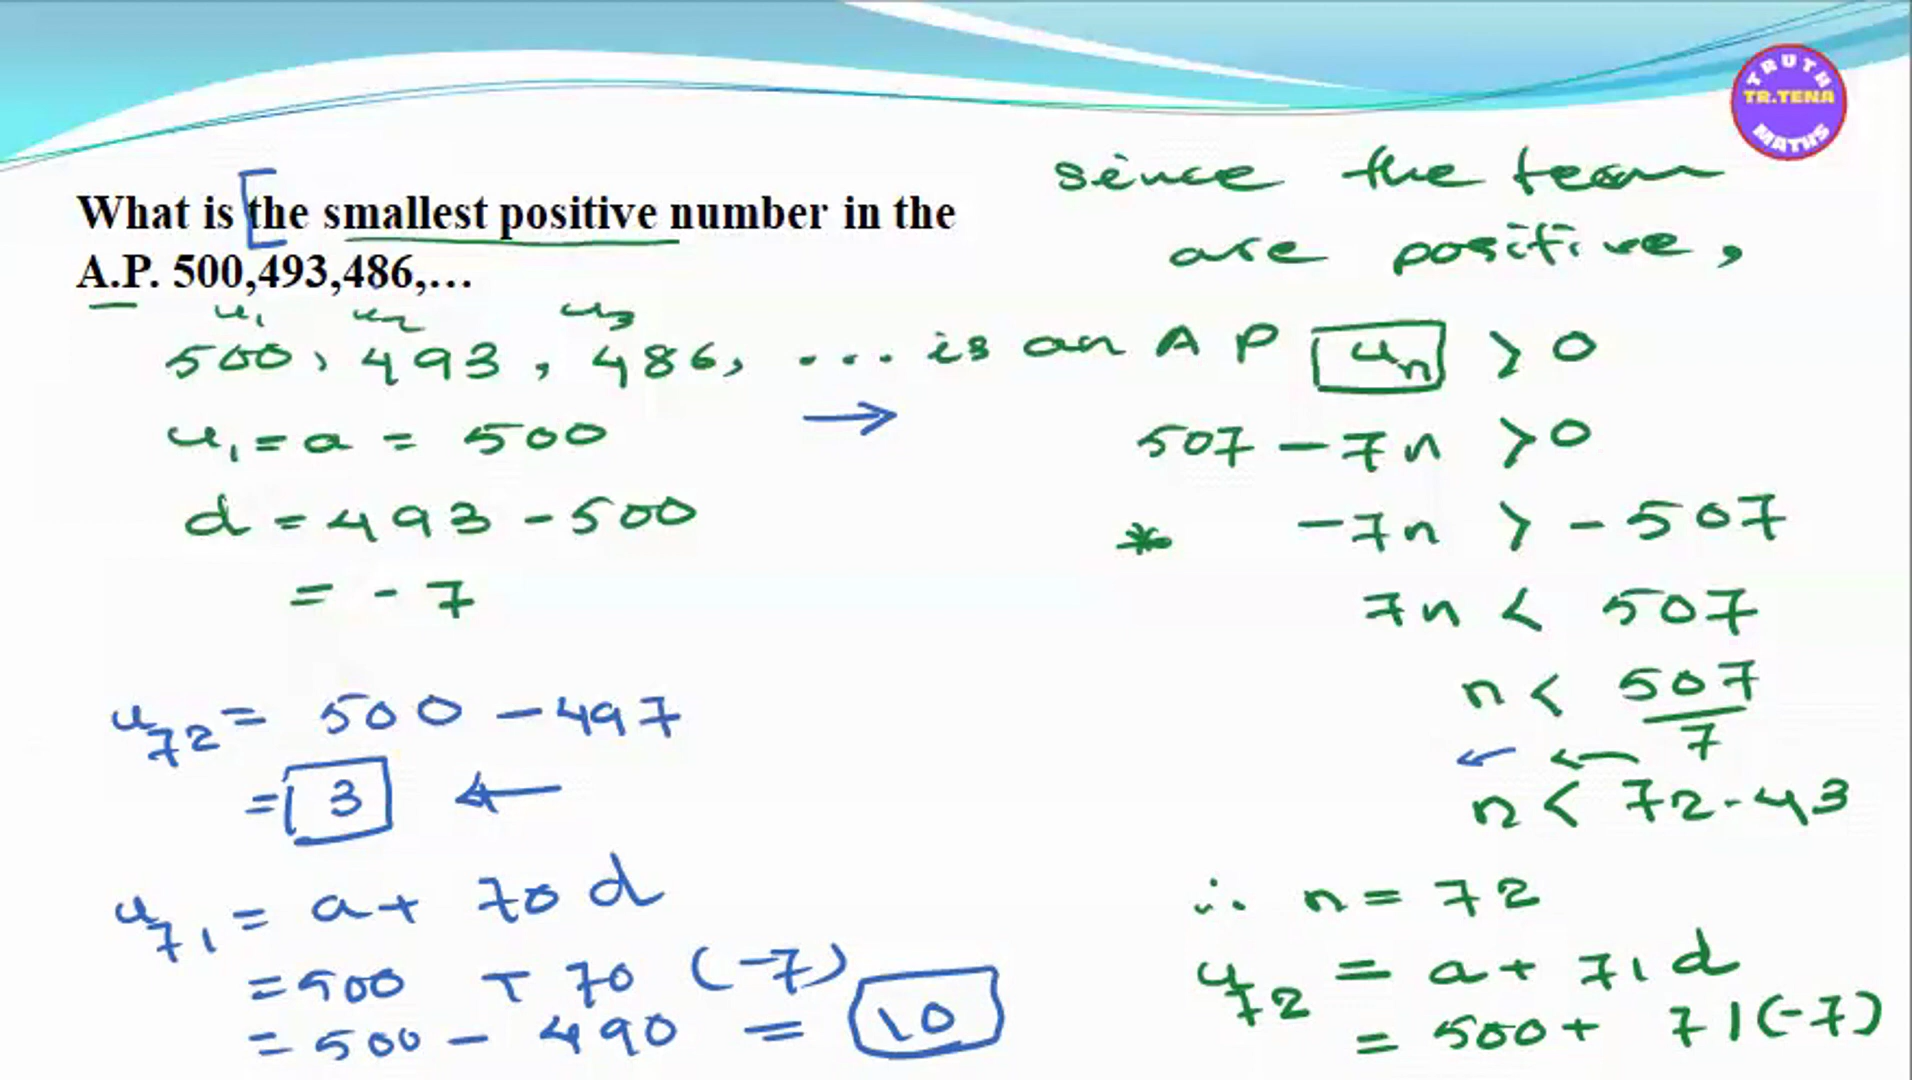 TRUTH
TR.TENA
MATHS
What is the smallest positive number in the
A.P. 500,493,486,…
u₁ u₂ u₃
500, 493, 486, ... is an AP
u₁ = a = 500
d = 493 - 500
= - 7
u₇₂ = 500 - 497
= 3
u₇₁ = a + 70 d
= 500 + 70 (-7)
= 500 - 490 = 10
since the team
are positive,
uₙ > 0
507 - 7n > 0
* -7n > - 507
7n < 507
n < 507/7
n < 72.43
∴ n = 72
u₇₂ = a + 71 d
= 500 + 71(-7)